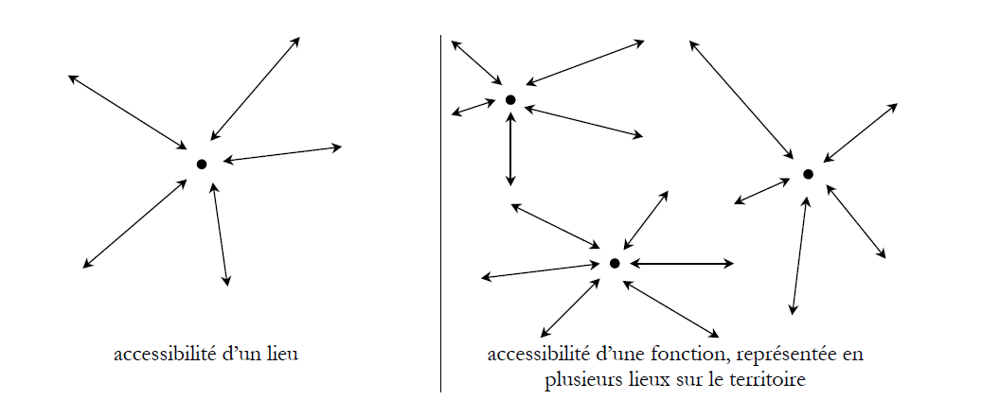 accessibilité d'un lieu
accessibilité d'une fonction, représentée en
plusieurs lieux sur le territoire